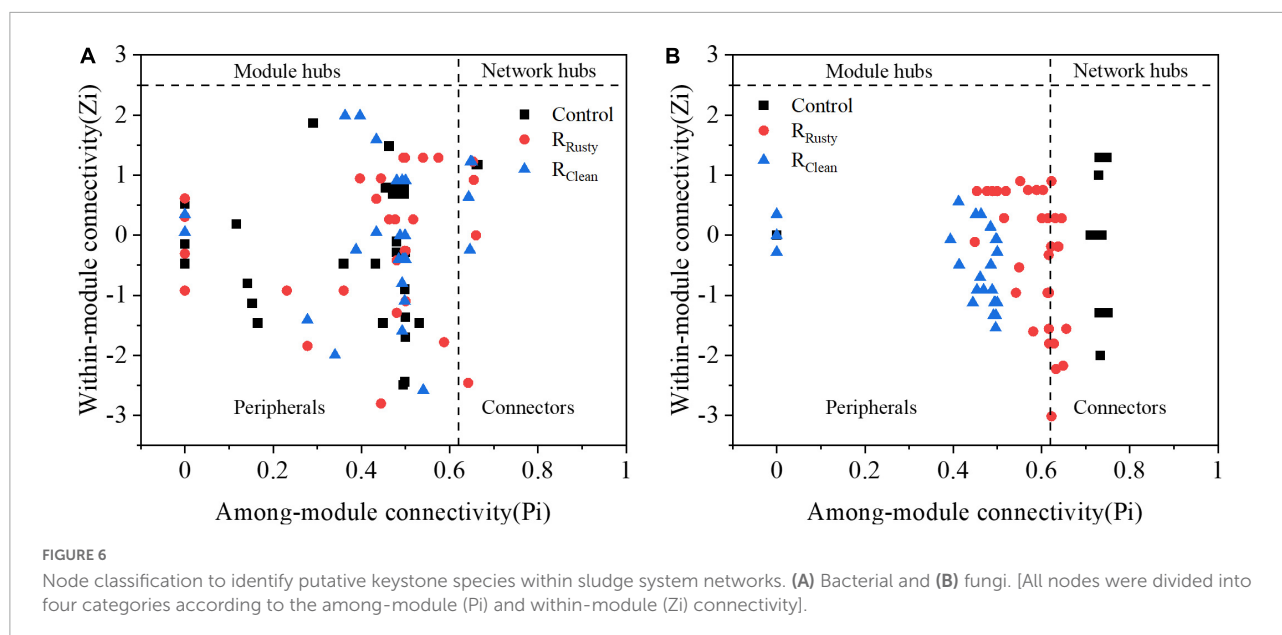 A
3
2
1
0
-1
-2
-3
Within-module connectivity(Zi)
Module hubs
Network hubs
Control
R_Rusty
R_Clean
Peripherals
Connectors
0
0.2
0.4
0.6
0.8
1
Among-module connectivity(Pi)
B
3
2
1
0
-1
-2
-3
Within-module connectivity(Zi)
Module hubs
Network hubs
Control
R_Rusty
R_Clean
Peripherals
Connectors
0
0.2
0.4
0.6
0.8
1
Among-module connectivity(Pi)
FIGURE 6
Node classification to identify putative keystone species within sludge system networks. (A) Bacterial and (B) fungi. [All nodes were divided into
four categories according to the among-module (Pi) and within-module (Zi) connectivity].